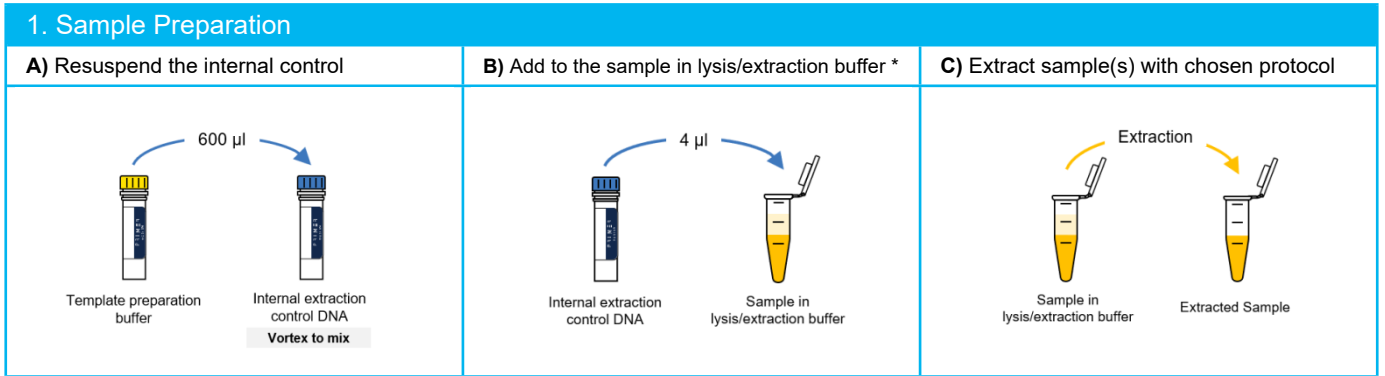 1. Sample Preparation
A) Resuspend the internal control
B) Add to the sample in lysis/extraction buffer *
C) Extract sample(s) with chosen protocol
600 µl
Template preparation
buffer
Internal extraction
control DNA
Vortex to mix
4 µl
Internal extraction
control DNA
Sample in
lysis/extraction buffer
Extraction
Sample in
lysis/extraction buffer
Extracted Sample